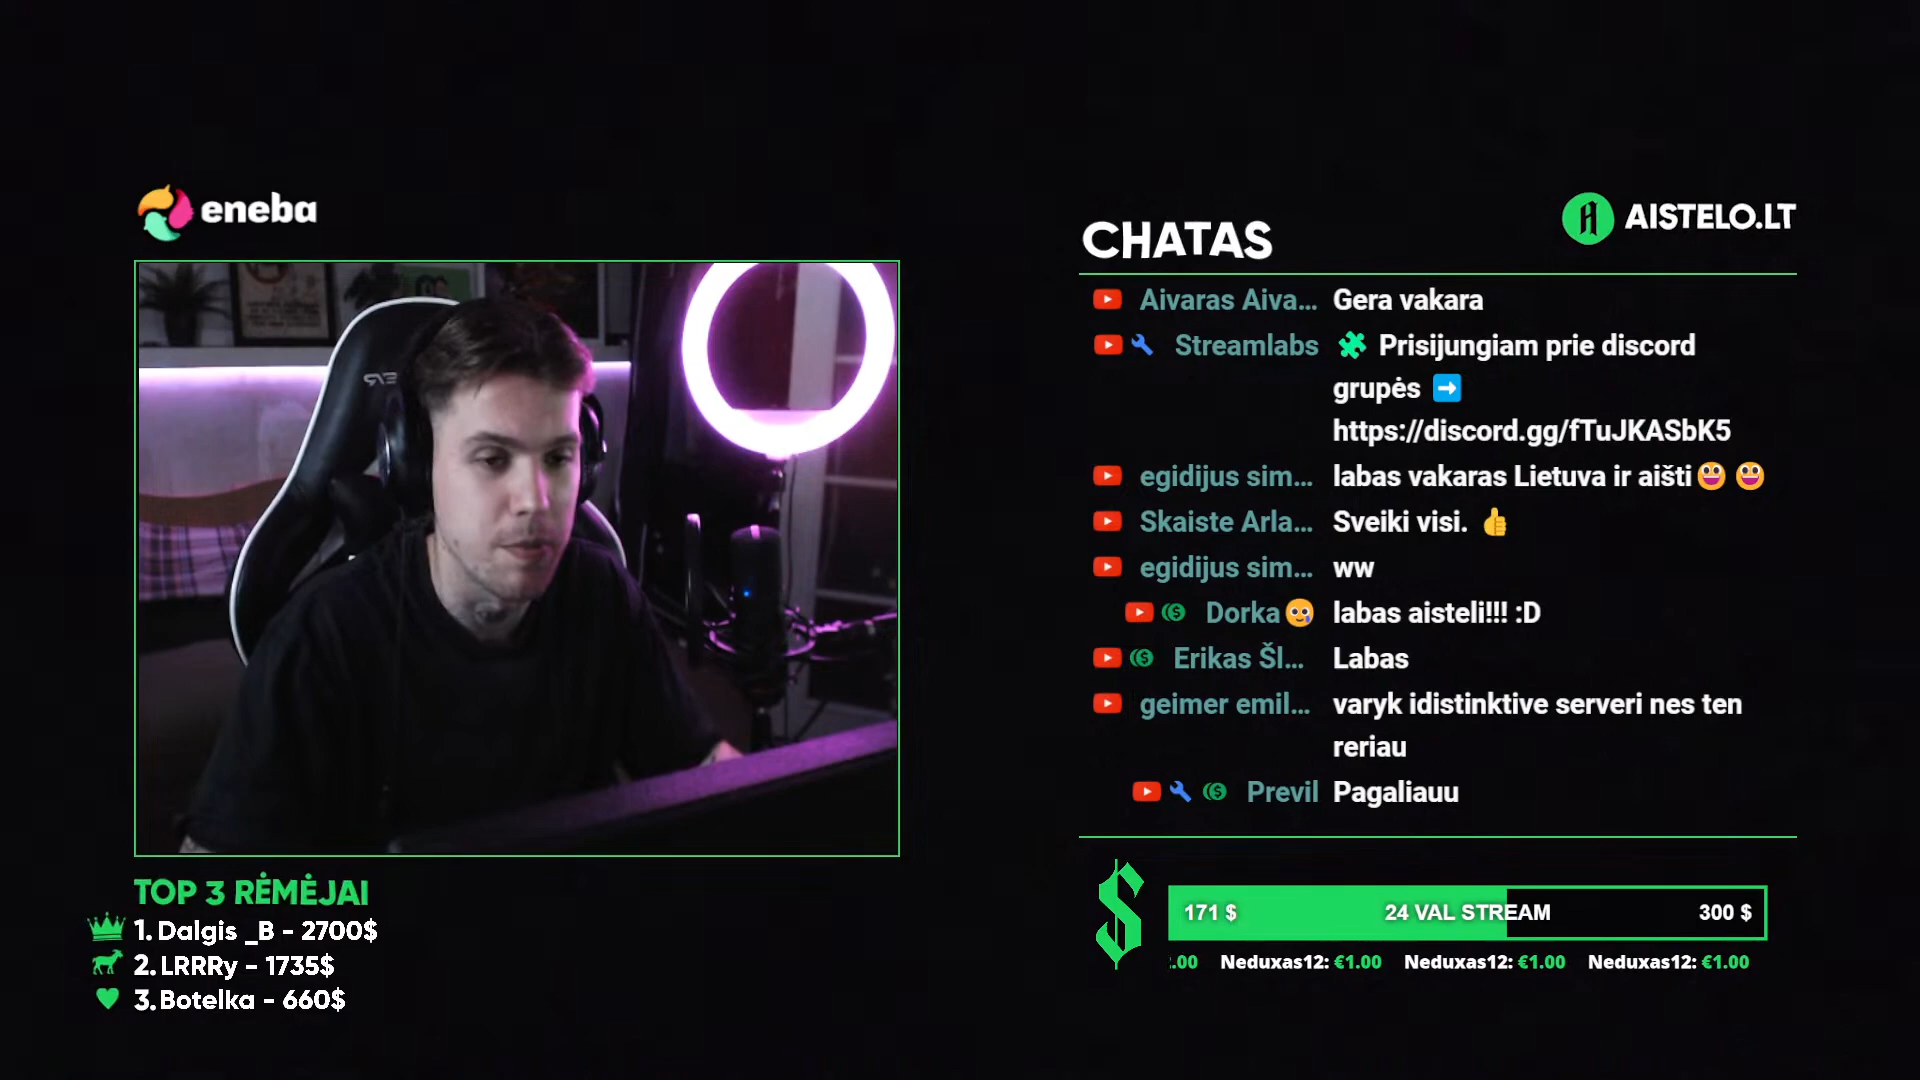 eneba
CHATAS
AISTELO.LT
Aivaras Aiva... Gera vakara
Streamlabs 🧩 Prisijungiam prie discord
grupės ➡️
https://discord.gg/fTuJKASbK5
egidijus sim... labas vakaras Lietuva ir aišti😀😀
Skaiste Arla... Sveiki visi. 👍
egidijus sim... ww
Dorka🥲 labas aisteli!!! :D
Erikas Šl... Labas
geimer emil... varyk idistinktive serveri nes ten
reriau
Previl Pagaliauu
TOP 3 RĖMĖJAI
1. Dalgis _B - 2700$
2. LRRRy - 1735$
3. Botelka - 660$
171 $ 24 VAL STREAM 300 $
.00 Neduxas12: €1.00 Neduxas12: €1.00 Neduxas12: €1.00